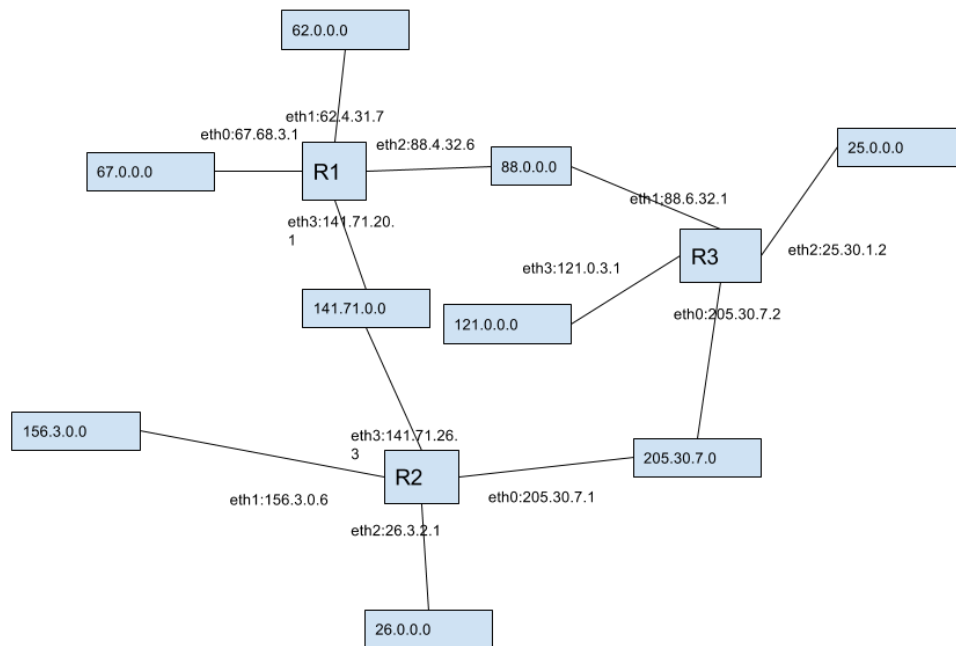 62.0.0.0
eth1:62.4.31.7
eth0:67.68.3.1
eth2:88.4.32.6
25.0.0.0
67.0.0.0
R1
88.0.0.0
eth1:88.6.32.1
eth3:141.71.20.
1
R3
eth2:25.30.1.2
eth3:121.0.3.1
141.71.0.0
121.0.0.0
eth0:205.30.7.2
156.3.0.0
eth3:141.71.26.
3
205.30.7.0
R2
eth1:156.3.0.6
eth0:205.30.7.1
eth2:26.3.2.1
26.0.0.0